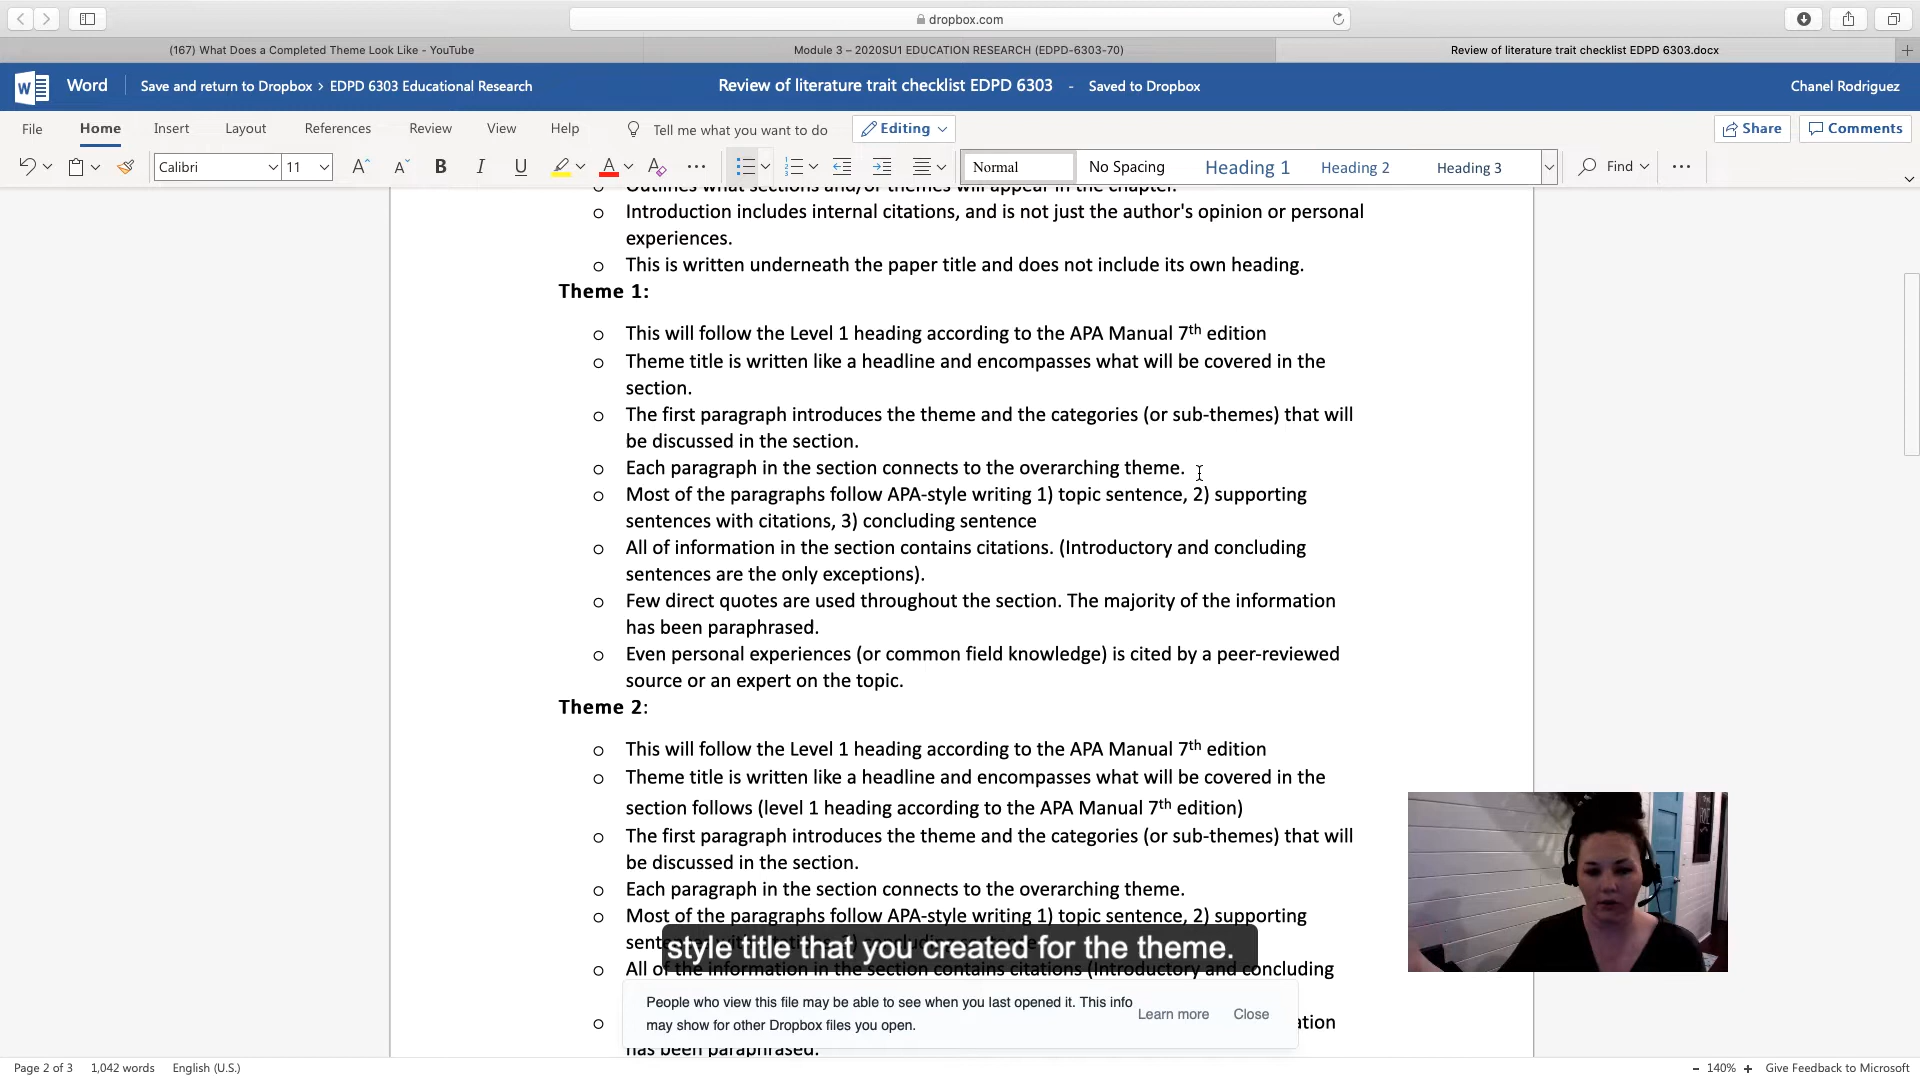 dropbox.com
(167) What Does a Completed Theme Look Like - YouTube
Module 3 – 2020SU1 EDUCATION RESEARCH (EDPD-6303-70)
Review of literature trait checklist EDPD 6303.docx
Word
Save and return to Dropbox > EDPD 6303 Educational Research
Review of literature trait checklist EDPD 6303 - Saved to Dropbox
Chanel Rodriguez
File Home Insert Layout References Review View Help Tell me what you want to do Editing Share Comments
Calibri 11 B I U Normal No Spacing Heading 1 Heading 2 Heading 3 Find
Outlines what sections and/or themes will appear in the chapter.
Introduction includes internal citations, and is not just the author's opinion or personal
experiences.
This is written underneath the paper title and does not include its own heading.
Theme 1:
This will follow the Level 1 heading according to the APA Manual 7th edition
Theme title is written like a headline and encompasses what will be covered in the
section.
The first paragraph introduces the theme and the categories (or sub-themes) that will
be discussed in the section.
Each paragraph in the section connects to the overarching theme.
Most of the paragraphs follow APA-style writing 1) topic sentence, 2) supporting
sentences with citations, 3) concluding sentence
All of information in the section contains citations. (Introductory and concluding
sentences are the only exceptions).
Few direct quotes are used throughout the section. The majority of the information
has been paraphrased.
Even personal experiences (or common field knowledge) is cited by a peer-reviewed
source or an expert on the topic.
Theme 2:
This will follow the Level 1 heading according to the APA Manual 7th edition
Theme title is written like a headline and encompasses what will be covered in the
section follows (level 1 heading according to the APA Manual 7th edition)
The first paragraph introduces the theme and the categories (or sub-themes) that will
be discussed in the section.
Each paragraph in the section connects to the overarching theme.
Most of the paragraphs follow APA-style writing 1) topic sentence, 2) supporting
style title that you created for the theme.
All of the information in the section contains citations (Introductory and concluding
People who view this file may be able to see when you last opened it. This info
may show for other Dropbox files you open.
Learn more Close
has been paraphrased.
Page 2 of 3 1,042 words English (U.S.) - 140% + Give Feedback to Microsoft